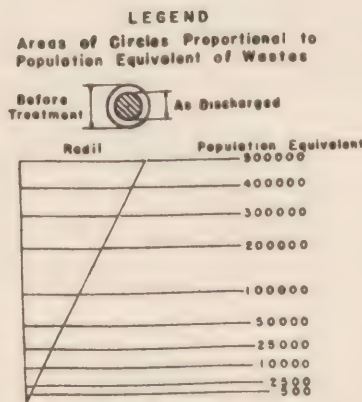 LEGEND
Areas of Circles Proportional to
Population Equivalent of Wastes
Before
Treatment
As Discharged
Radii Population Equivalent
500000
400000
300000
200000
100000
50000
25000
10000
2500
500